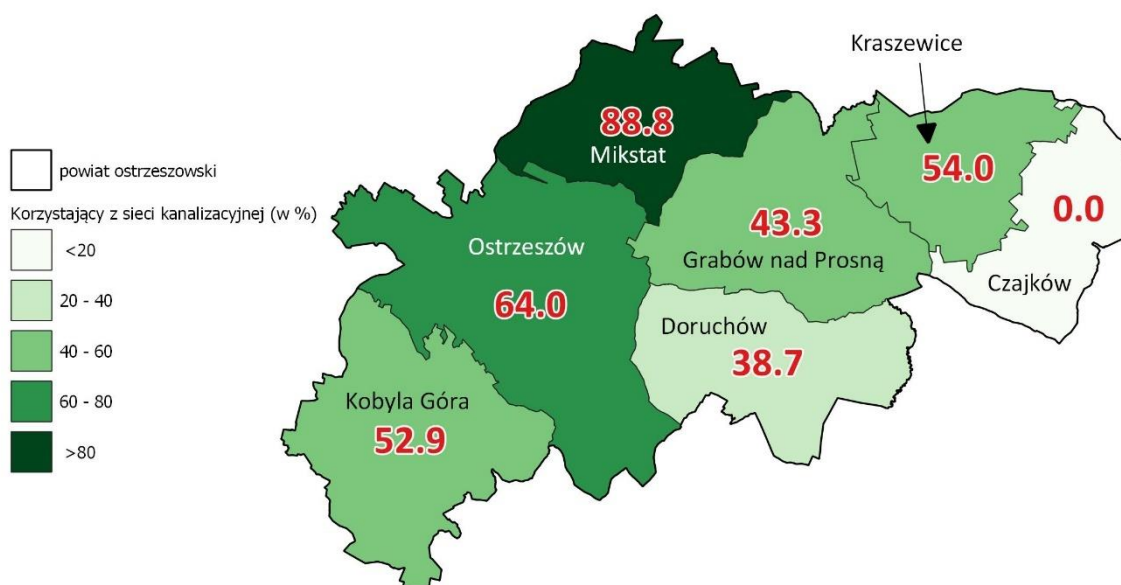 Kraszewice
88.8
Mikstat
54.0
0.0
43.3
Grabów nad Prosną
Czajków
Ostrzeszów
64.0
Doruchów
38.7
Kobyla Góra
52.9
powiat ostrzeszowski
Korzystający z sieci kanalizacyjnej (w %)
<20
20 - 40
40 - 60
60 - 80
>80